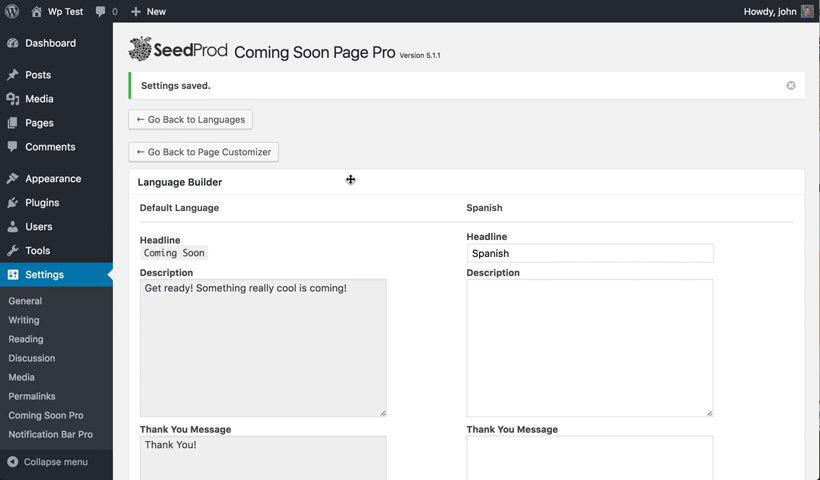 Wp Test 0 + New Howdy, john
Dashboard
Posts
Media
Pages
Comments
Appearance
Plugins
Users
Tools
Settings
General
Writing
Reading
Discussion
Media
Permalinks
Coming Soon Pro
Notification Bar Pro
Collapse menu
SeedProd Coming Soon Page Pro Version 5.1.1
Settings saved.
← Go Back to Languages
← Go Back to Page Customizer
Language Builder
Default Language Spanish
Headline
Coming Soon
Description
Get ready! Something really cool is coming!
Thank You Message
Thank You!
Headline
Spanish
Description
Thank You Message